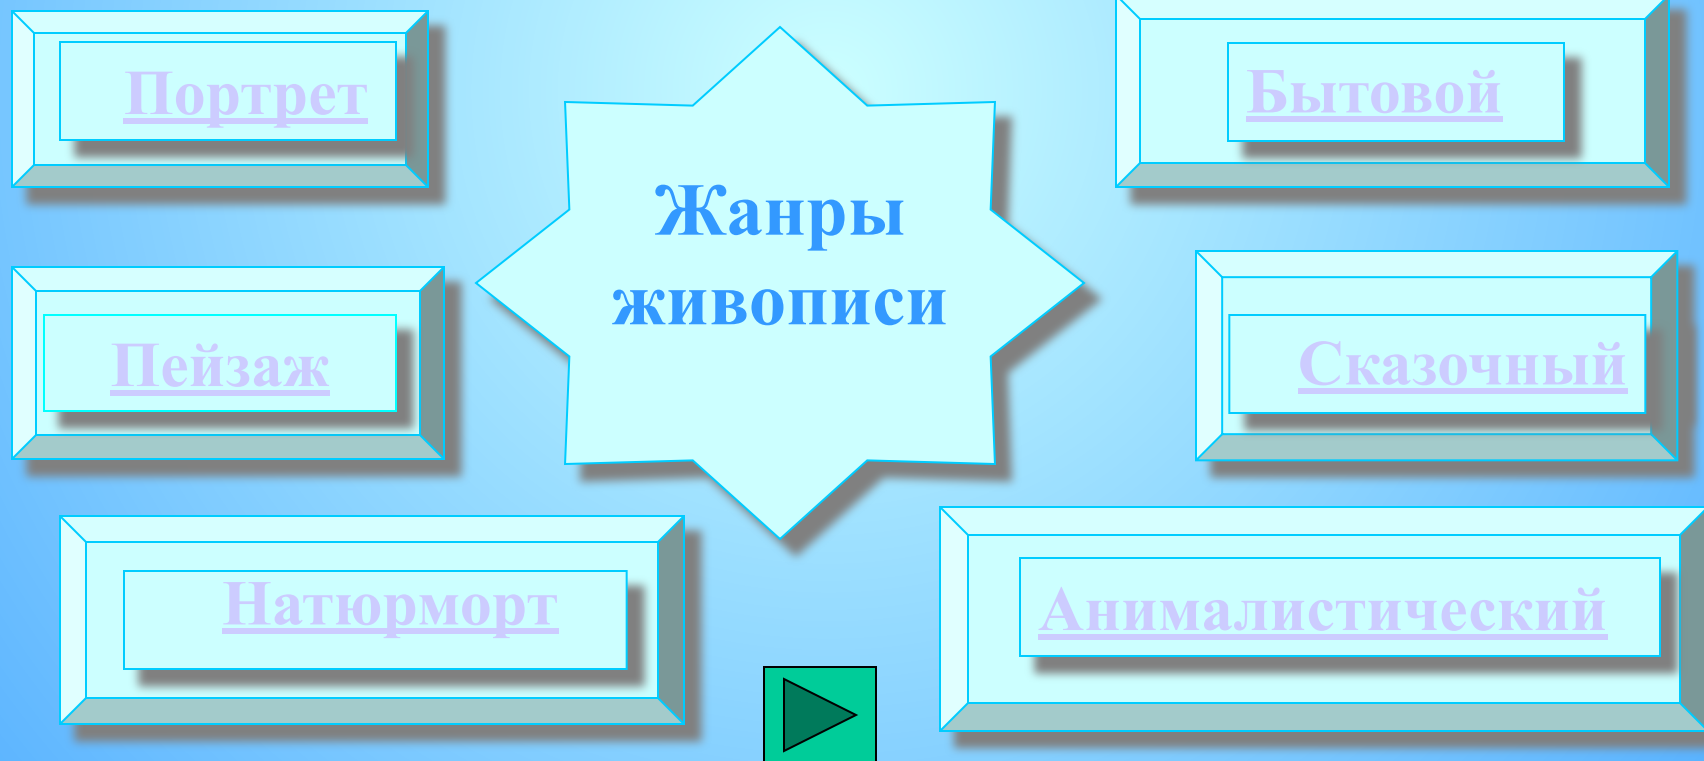 Портрет
Бытовой
Жанры
живописи
Пейзаж
Сказочный
Натюрморт
Анималистический